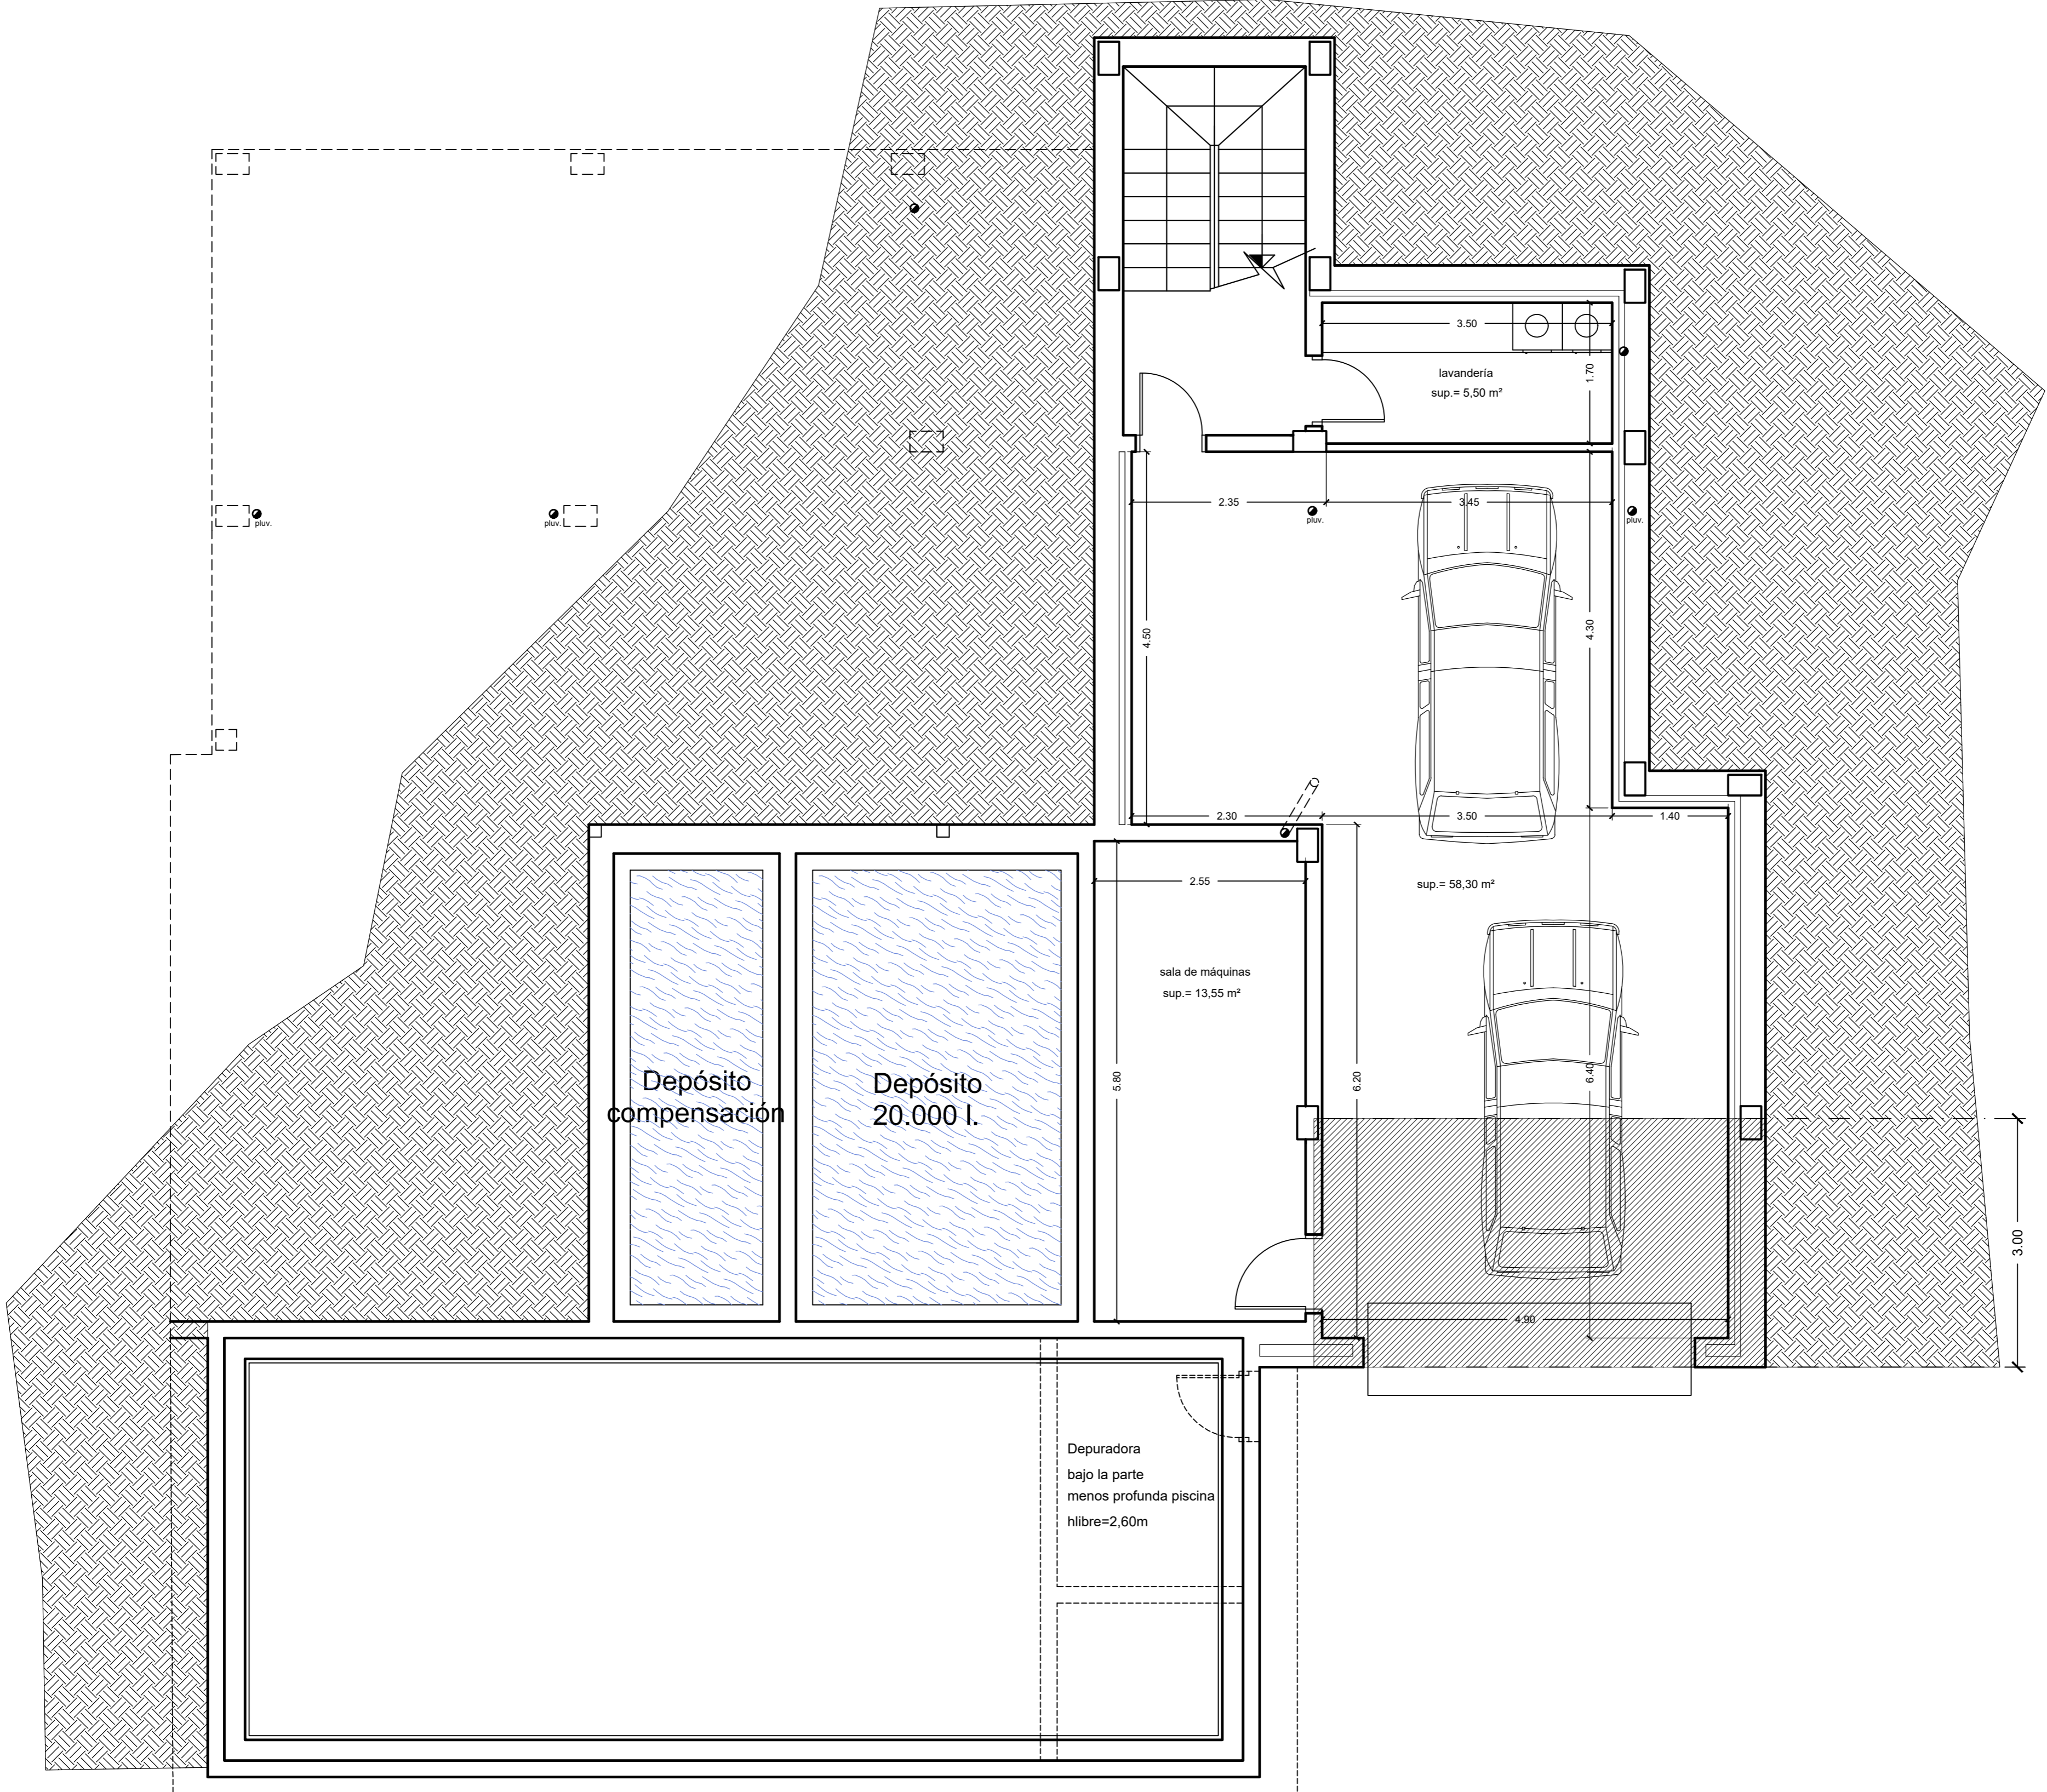 3.50
lavandería
1.70
sup.= 5,50 m²
2.35
3.45
pluv.
pluv.
pluv.
pluv.
4.50
4.30
2.30
3.50
1.40
2.55
sup.= 58,30 m²
sala de máquinas
sup.= 13,55 m²
Depósito
compensación
Depósito
20.000 l.
5.80
6.20
6.40
3.00
4.90
Depuradora
bajo la parte
menos profunda piscina
hlibre=2,60m